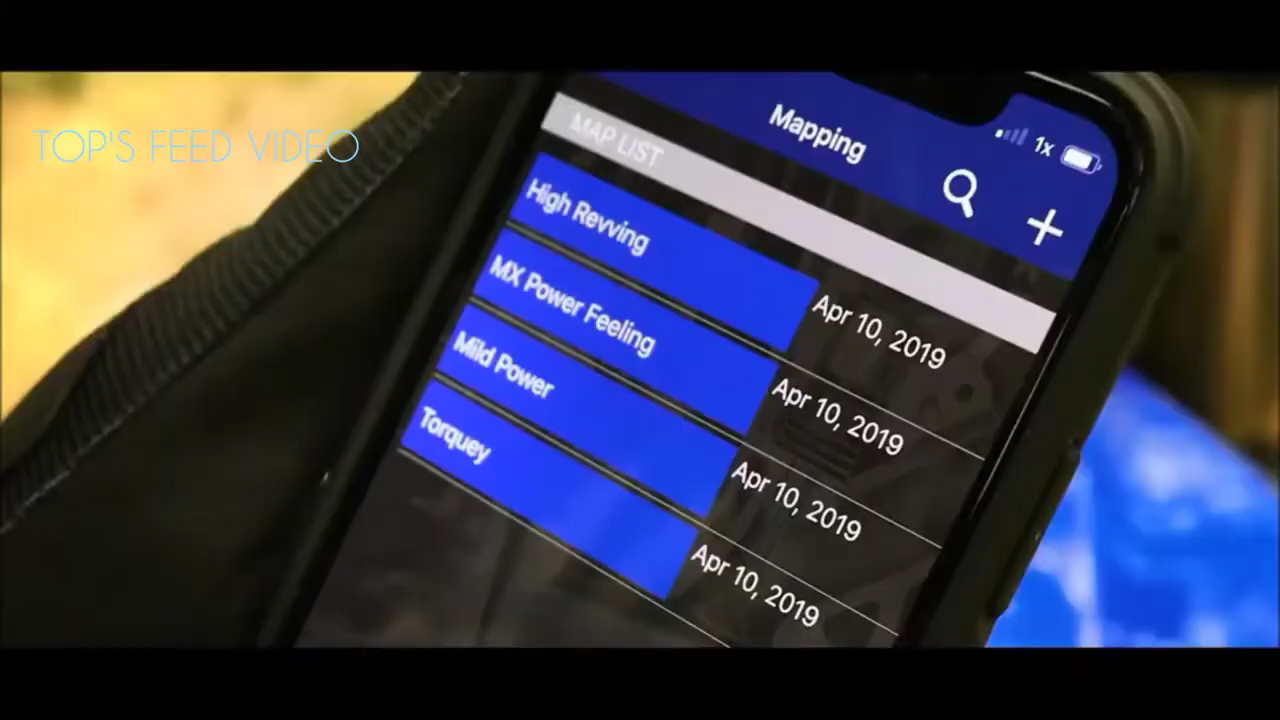 TOP'S FEED VIDEO
1x
Mapping
MAP LIST
High Revving
Apr 10, 2019
MX Power Feeling
Apr 10, 2019
Mild Power
Apr 10, 2019
Torquey
Apr 10, 2019